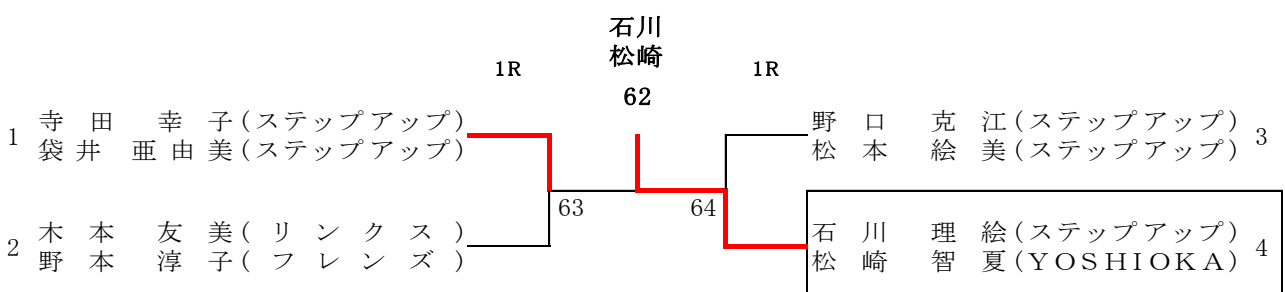 石川
松崎
1R 1R
62
1 寺田 幸子(ステップアップ)
袋井 亜由美(ステップアップ)
野口 克江(ステップアップ) 3
松本 絵美(ステップアップ)
63 64
2 木本 友美(リンクス)
野本 淳子(フレンズ)
石川 理絵(ステップアップ) 4
松崎 智夏(YOSHIOKA)